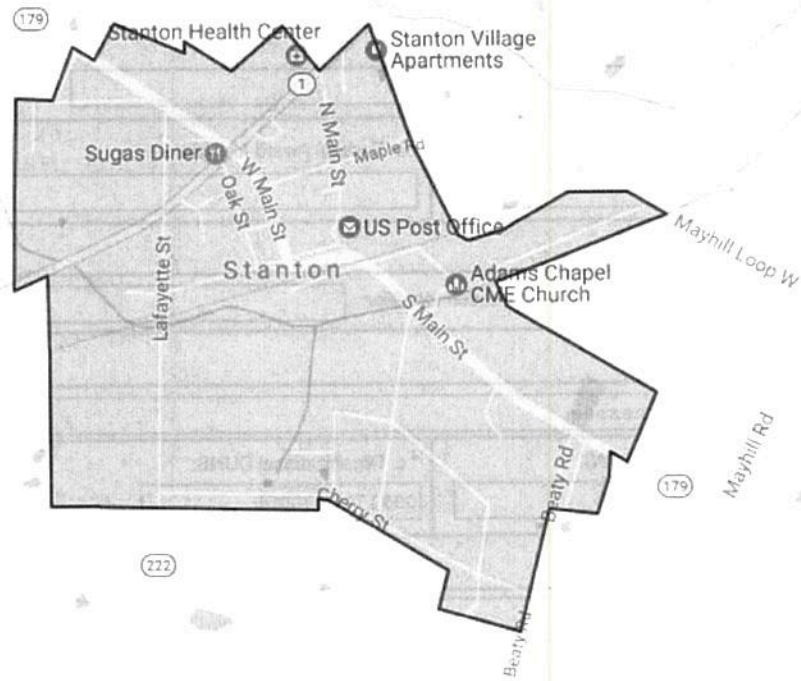 179
Stanton Health Center
Stanton Village
Apartments
1
N Main St
Sugas Diner
Maple Rd
W Main St
Oak St
US Post Office
Mayhill Loop W
Stanton
Adams Chapel
CME Church
Lafayette St
S Main St
Mayhill Rd
Beaty Rd
179
Cherry St
222
Beaty Rd